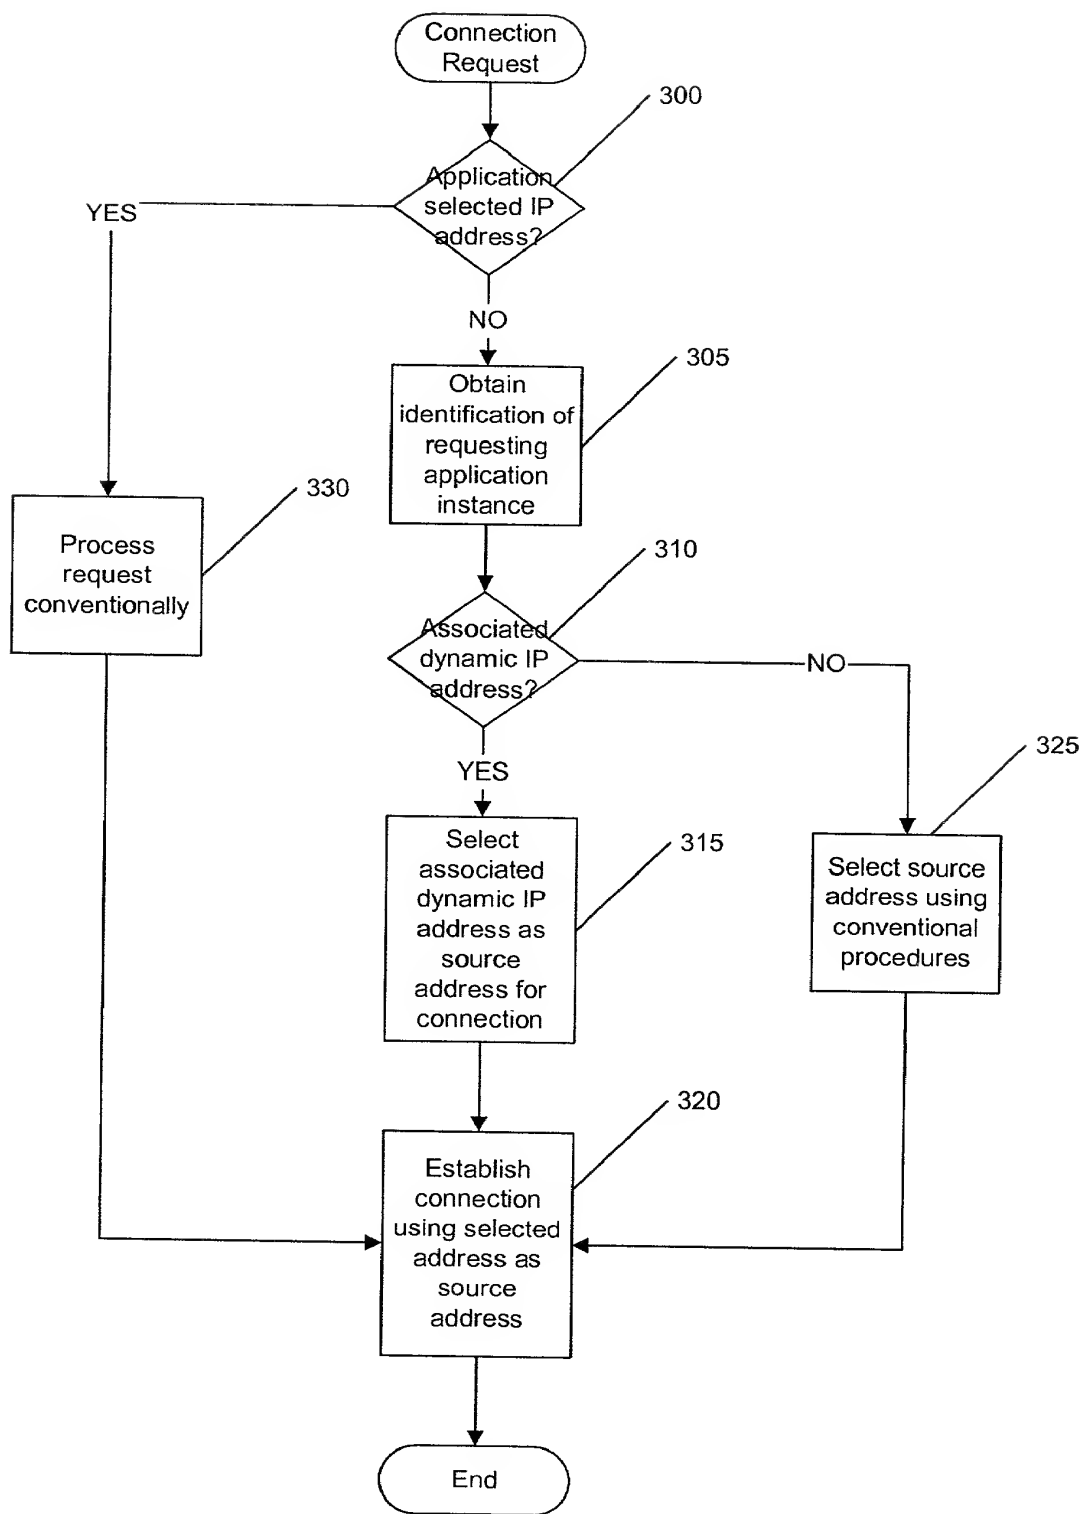 Connection
Request
300
Application
selected IP
address?
YES
NO
305
Obtain
identification of
requesting
application
instance
330
Process
request
conventionally
310
Associated
dynamic IP
address?
NO
YES
325
Select source
address using
conventional
procedures
315
Select
associated
dynamic IP
address as
source
address for
connection
320
Establish
connection
using selected
address as
source
address
End